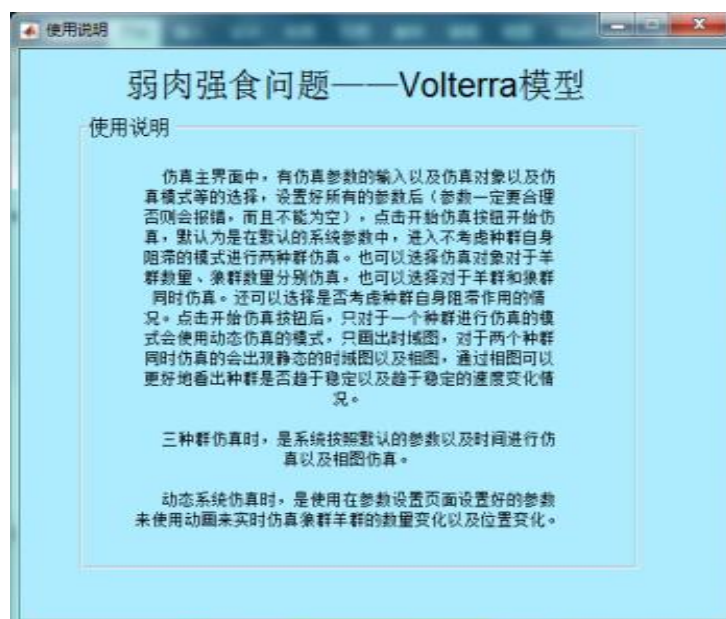 使用说明
弱肉强食问题——Volterra模型
使用说明
仿真主界面中，有仿真参数的输入以及仿真对象以及仿
真模式等的选择，设置好所有的参数后（参数一定要合理
否则会报错，而且不能为空），点击开始仿真按钮开始仿
真，默认为是在默认的系统参数中，进入不考虑种群自身
阻滞的模式进行两种群仿真。也可以选择仿真对象对于羊
群数量、狼群数量分别仿真，也可以选择对于羊群和狼群
同时仿真。还可以选择是否考虑种群自身阻滞作用的情
况。点击开始仿真按钮后，只对于一个种群进行仿真的模
式会使用动态仿真的模式，只画出时域图，对于两个种群
同时仿真的会出现静态的时域图以及相图，通过相图可以
更好地看出种群是否趋于稳定以及趋于稳定的速度变化情
况。
三种群仿真时，是系统按照默认的参数以及时间进行仿
真以及相图仿真。
动态系统仿真时，是使用在参数设置页面设置好的参数
来使用动画来实时仿真狼群羊群的数量变化以及位置变化。